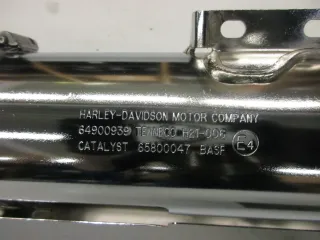 HARLEY-DAVIDSON MOTOR COMPANY
64900939 TENNECO H21-006
CATALYST 65800047 BASF E4